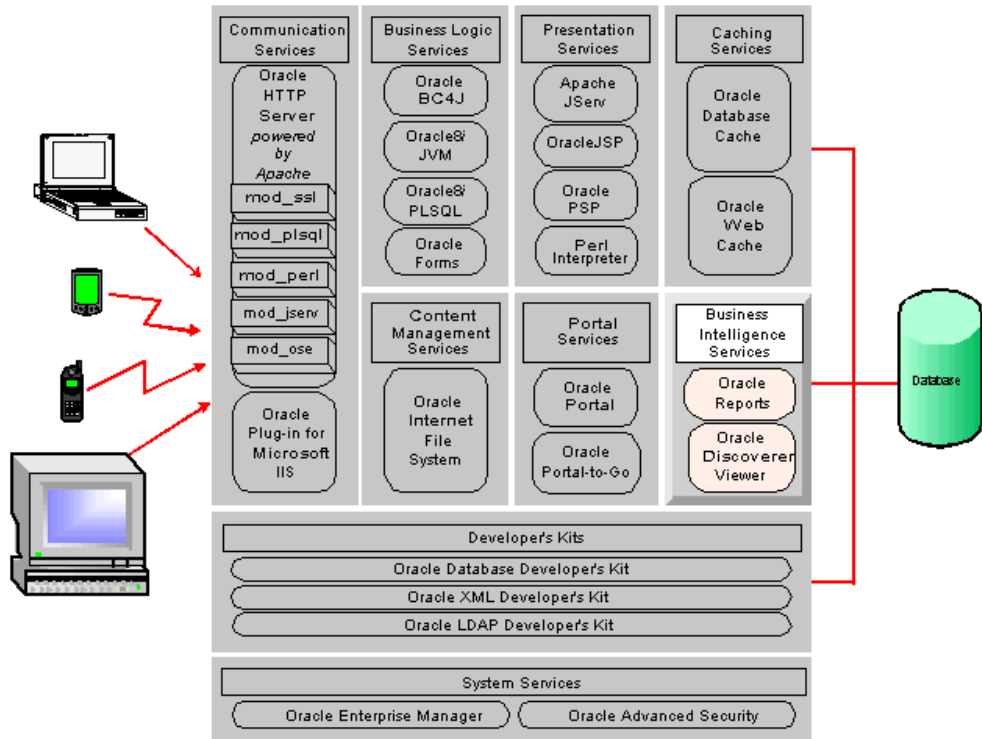 Communication
Services
Oracle
HTTP
Server
powered
by
Apache
mod_ssl
mod_plsql
mod_perl
mod_jserv
mod_ose
Oracle
Plug-in for
Microsoft
IIS
Business Logic
Services
Oracle
BC4J
Oracle8i
JVM
Oracle8i
PLSQL
Oracle
Forms
Presentation
Services
Apache
JServ
OracleJSP
Oracle
PSP
Perl
Interpreter
Caching
Services
Oracle
Database
Cache
Oracle
Web
Cache
Content
Management
Services
Oracle
Internet
File
System
Portal
Services
Oracle
Portal
Oracle
Portal-to-Go
Business
Intelligence
Services
Oracle
Reports
Oracle
Discoverer
Viewer
Database
Developer's Kits
Oracle Database Developer's Kit
Oracle XML Developer's Kit
Oracle LDAP Developer's Kit
System Services
Oracle Enterprise Manager
Oracle Advanced Security